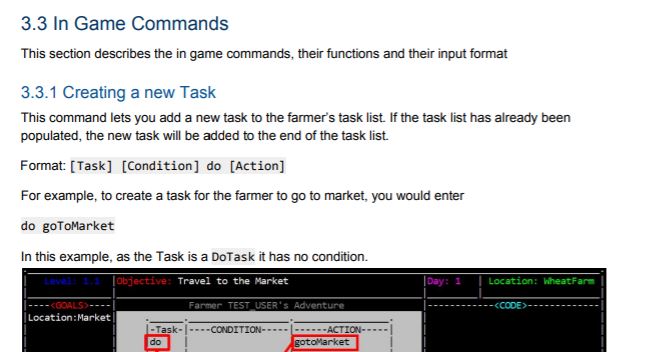 3.3 In Game Commands
This section describes the in game commands, their functions and their input format
3.3.1 Creating a new Task
This command lets you add a new task to the farmer's task list. If the task list has already been
populated, the new task will be added to the end of the task list.
Format: [Task] [Condition] do [Action]
For example, to create a task for the farmer to go to market, you would enter
do goToMarket
In this example, as the Task is a DoTask it has no condition.
Level: 1.1 |Objective: Travel to the Market |Day: 1 | Location: WheatFarm
----<GOALS>---- Farmer TEST_USER's Adventure ------------<CODE>-------------
Location:Market
|-Task-|----CONDITION-----|------ACTION-----|
do gotoMarket